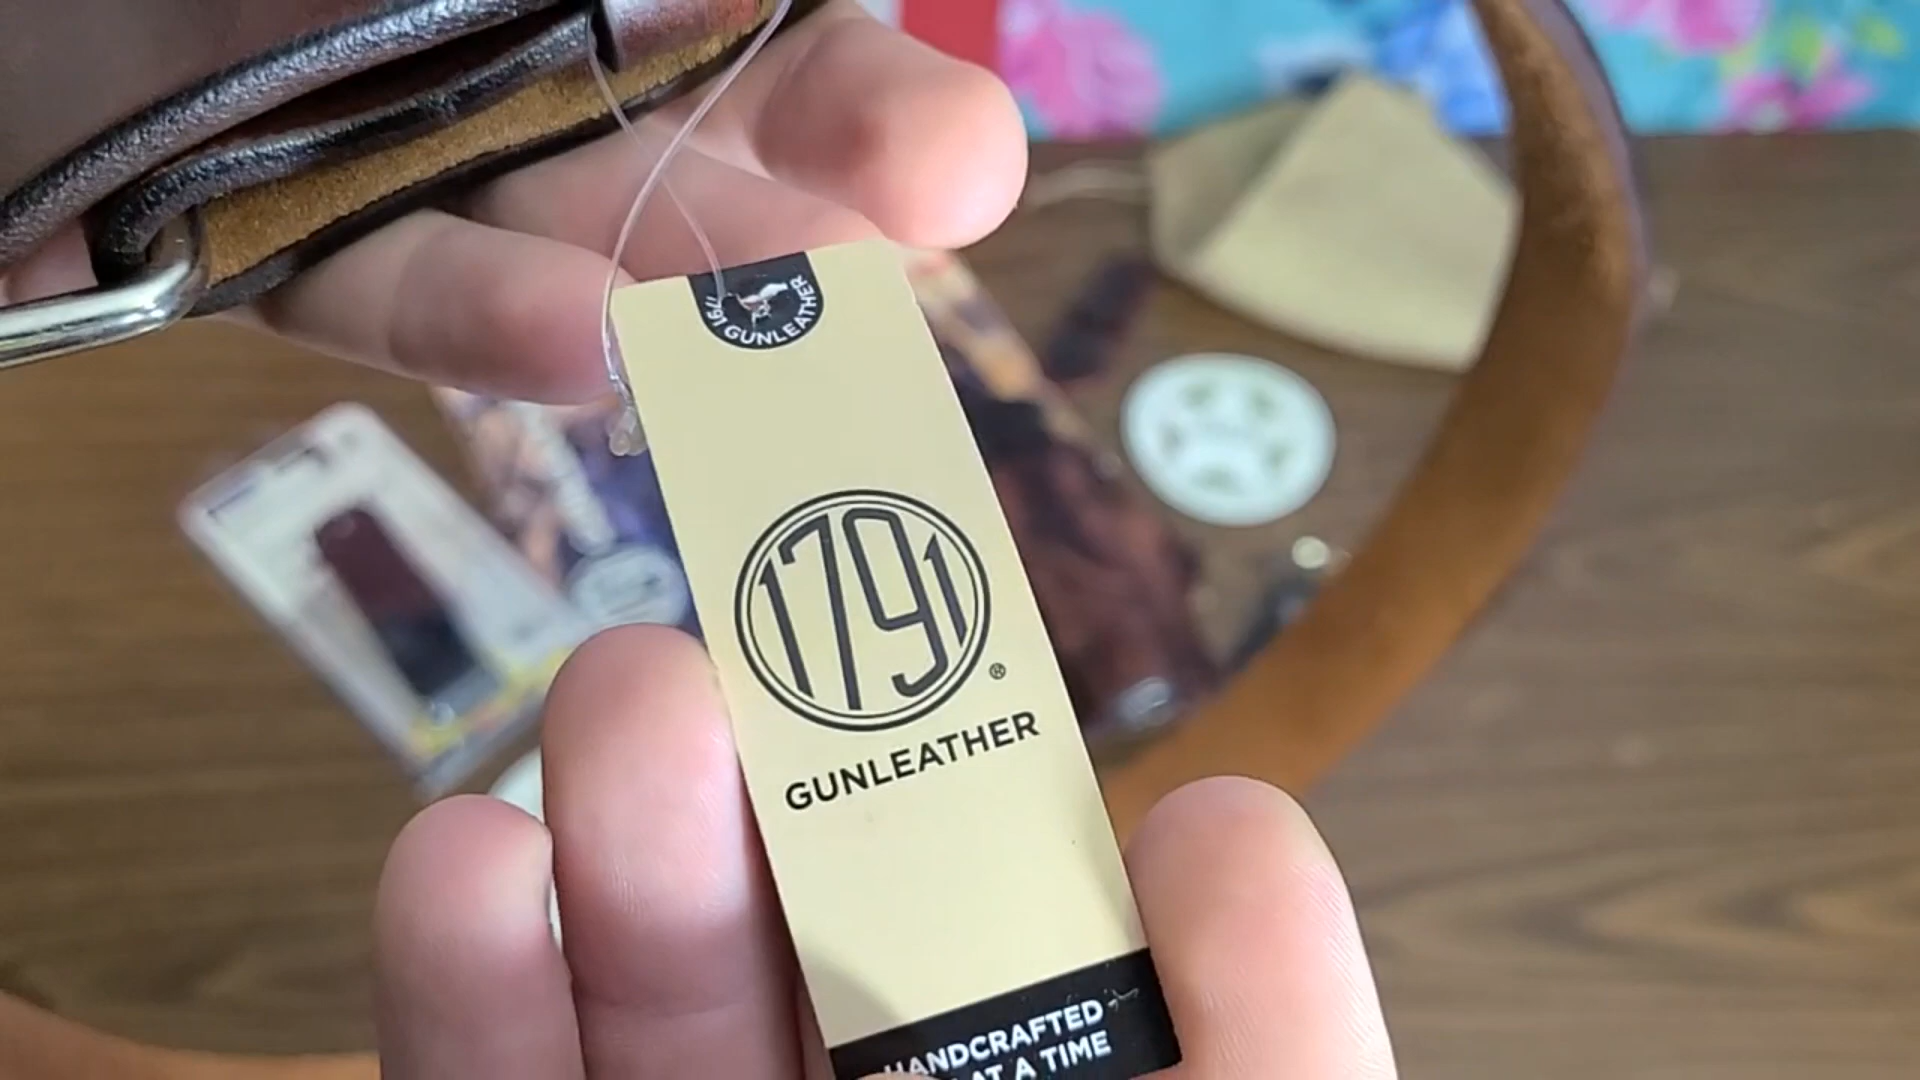 1791 GUNLEATHER
1791
®
GUNLEATHER
HANDCRAFTED
AT A TIME